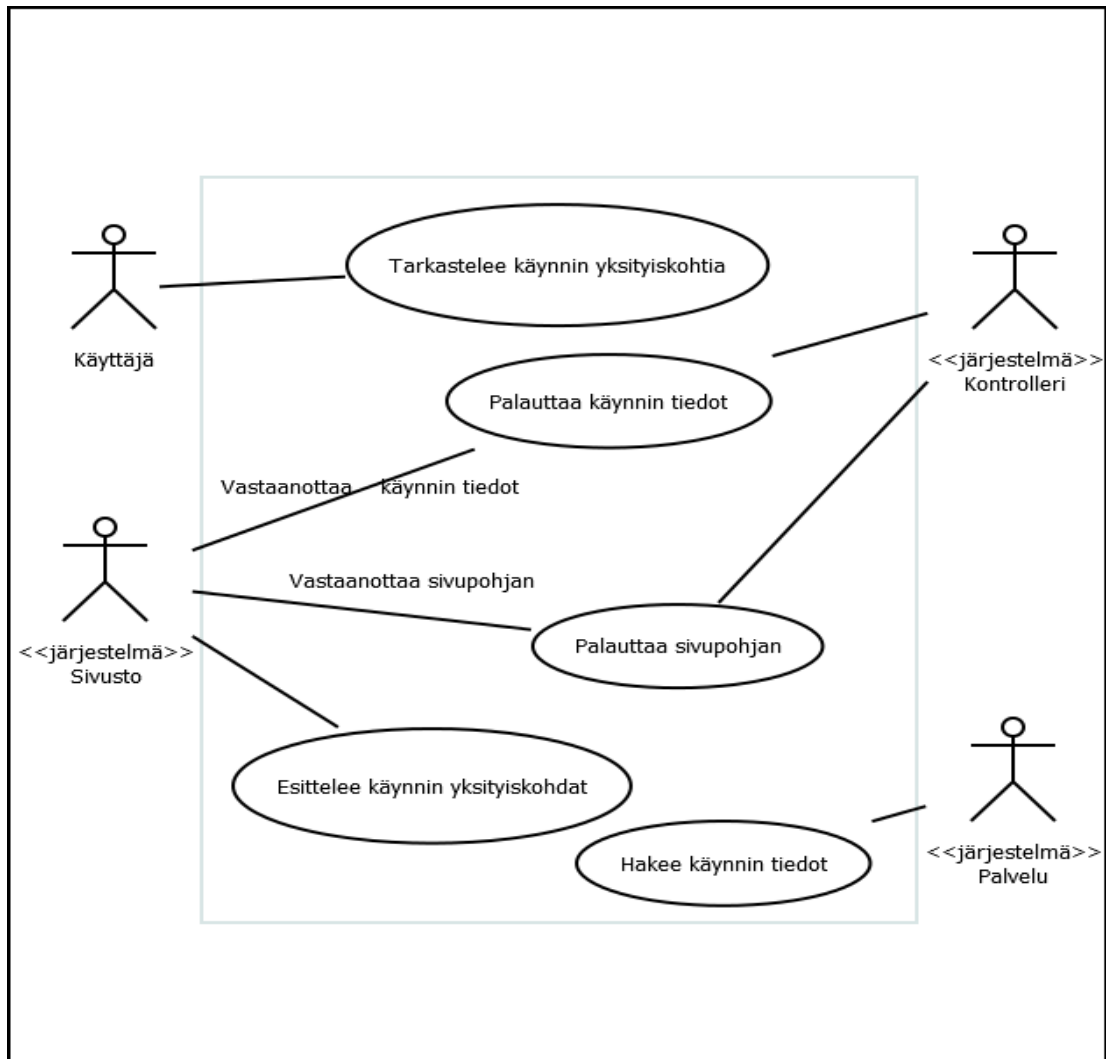 Tarkastelee käynnin yksityiskohtia
Käyttäjä
<<järjestelmä>>
Kontrolleri
Palauttaa käynnin tiedot
Vastaanottaa käynnin tiedot
Vastaanottaa sivupohjan
<<järjestelmä>>
Sivusto
Palauttaa sivupohjan
Esittelee käynnin yksityiskohdat
Hakee käynnin tiedot
<<järjestelmä>>
Palvelu